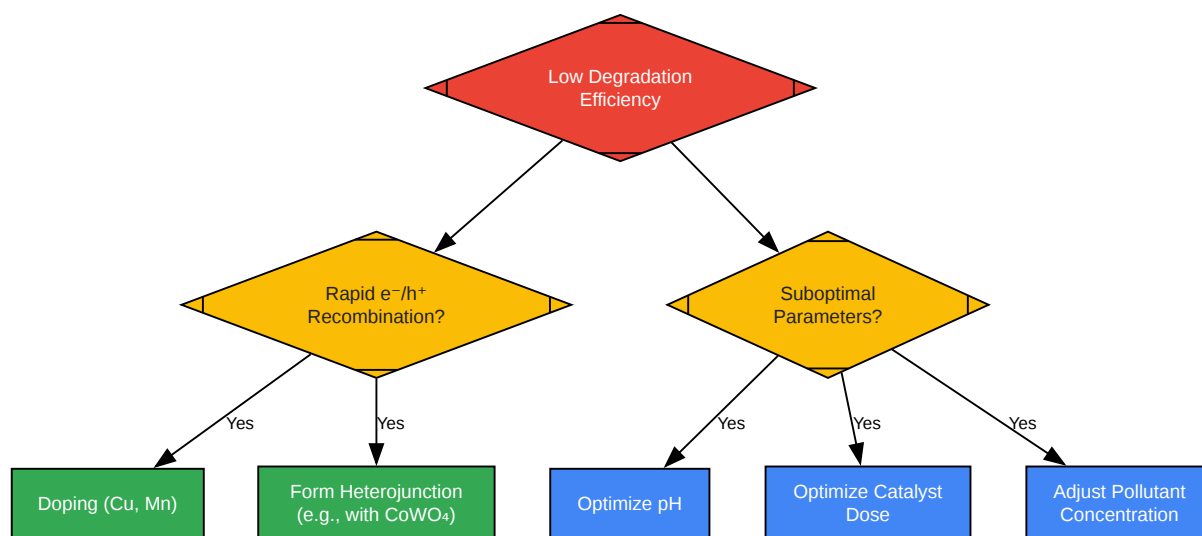 Low Degradation
Efficiency
Rapid e⁻/h⁺
Recombination?
Suboptimal
Parameters?
Yes
Yes
Yes
Yes
Yes
Doping (Cu, Mn)
Form Heterojunction
(e.g., with CoWO₄)
Optimize pH
Optimize Catalyst
Dose
Adjust Pollutant
Concentration